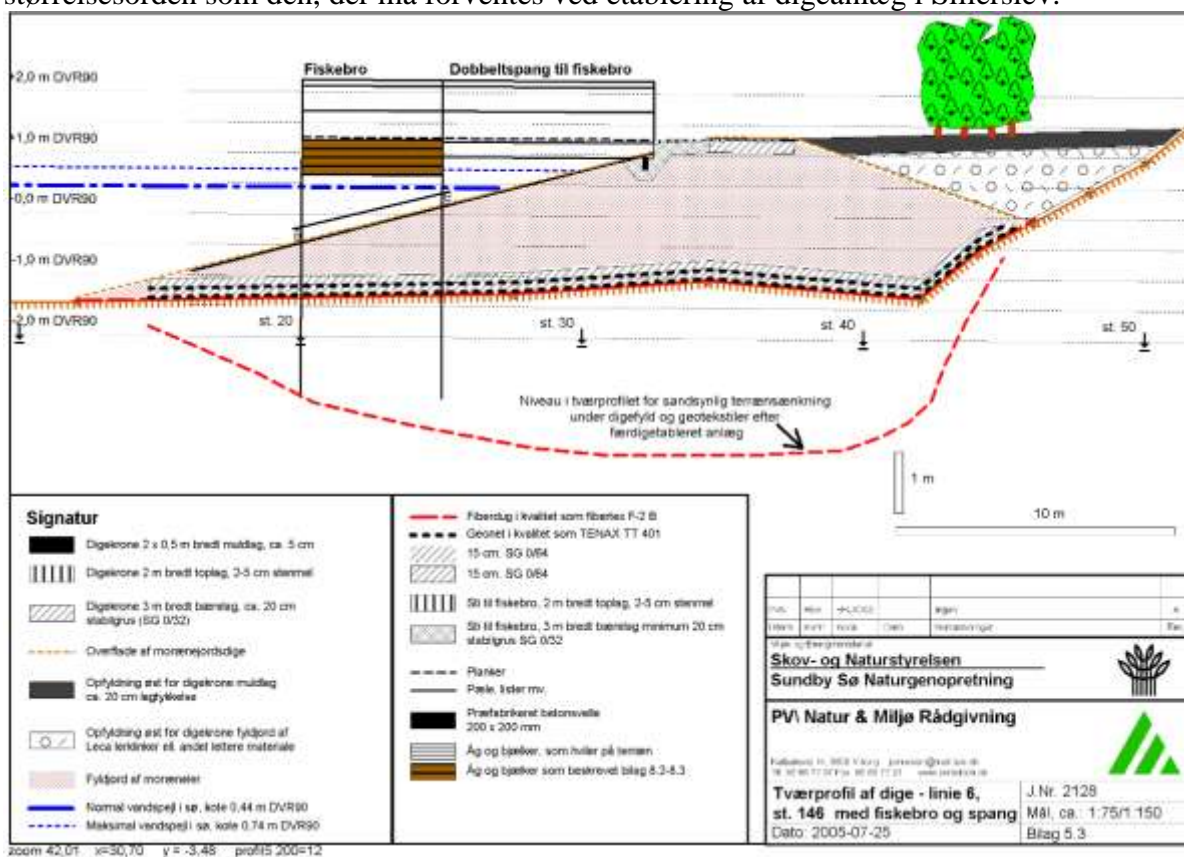 størrelsesorden som den, der må forventes ved etablering af digeanlæg i Sillerslev.
Fiskebro
Dobbeltspang til fiskebro
+2,0 m DVR90
+1,0 m DVR90
0,0 m DVR90
-1,0 m DVR90
-2,0 m DVR90
st. 20
st. 30
st. 40
st. 50
Niveau i tværprofilet for sandsynlig terrænsænkning
under digefyld og geotekstiler efter
færdigetableret anlæg
1 m
10 m
Signatur
Digekrone 2 x 0,5 m bredt muldlag, ca. 5 cm
Digekrone 2 m bredt toplag, 2-5 cm stenmel
Digekrone 3 m bredt bærelag, ca. 20 cm
stabilgrus (SG 0/32)
Overflade af morænejordsdige
Opfyldning øst for digekrone muldlag
ca. 20 cm lagtykkelse
Opfyldning øst for digekrone fyldjord af
Leca lerklinker ell. andet lettere materiale
Fyldjord af moræneler
Normal vandspejl i sø, kote 0,44 m DVR90
Maksimal vandspejl i sø, kote 0,74 m DVR90
Fiberdug i kvalitet som fibertex F-2 B
Geonet i kvalitet som TENAX TT 401
15 cm. SG 0/64
15 cm. SG 0/64
Sti til fiskebro, 2 m bredt toplag, 2-5 cm stenmel
Sti til fiskebro, 3 m bredt bærelag minimum 20 cm
stabilgrus SG 0/32
Planker
Pæle, lister mv.
Præfabrikeret betonsvelle
200 x 200 mm
Åg og bjælker, som hviler på terræn
Åg og bjælker som beskrevet bilag 8.2-8.3
Skov- og Naturstyrelsen
Sundby Sø Naturgenopretning
PV\ Natur & Miljø Rådgivning
Tværprofil af dige - linie 6,
st. 146 med fiskebro og spang
Dato: 2005-07-25
J.Nr. 2128
Mål, ca.: 1:75/1:150
Bilag 5.3
zoom 42,01 x=30,70 y = -3,48 profil5 200=12